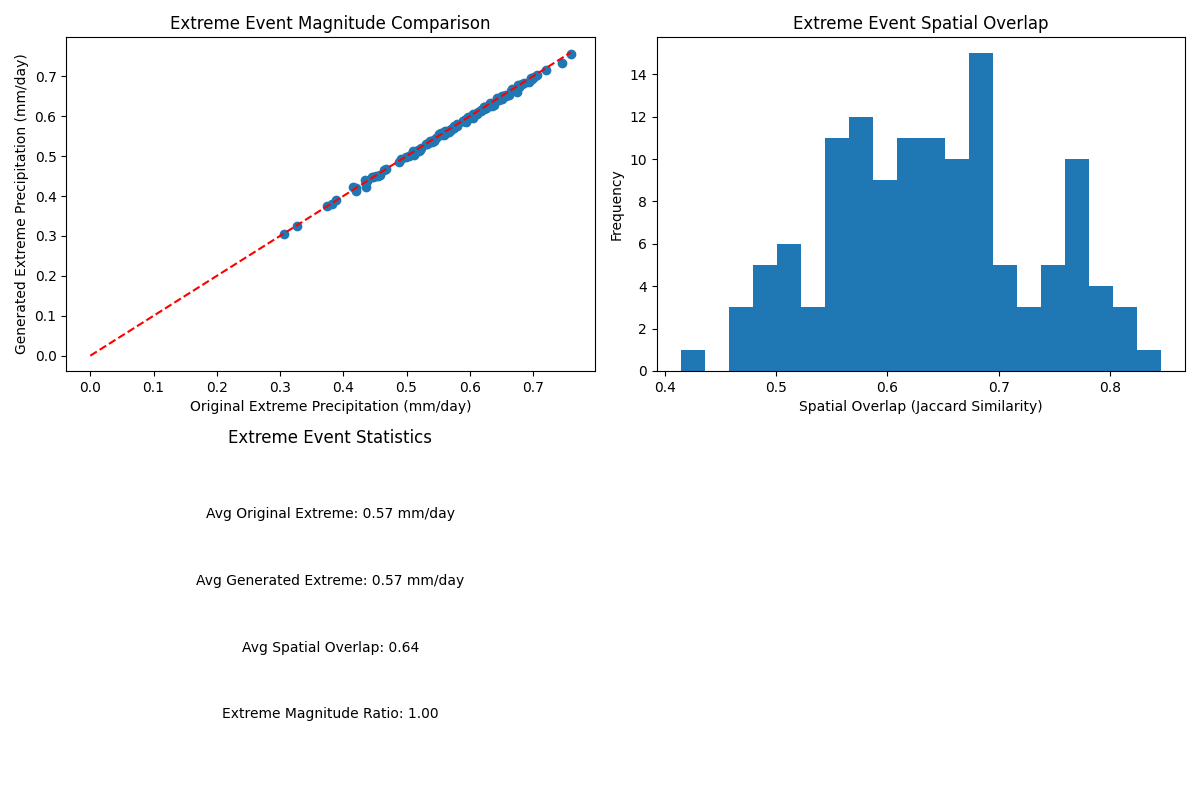 Extreme Event Magnitude Comparison
Generated Extreme Precipitation (mm/day)
0.7
0.6
0.5
0.4
0.3
0.2
0.1
0.0
0.0 0.1 0.2 0.3 0.4 0.5 0.6 0.7
Original Extreme Precipitation (mm/day)
Extreme Event Spatial Overlap
Frequency
14
12
10
8
6
4
2
0
0.4 0.5 0.6 0.7 0.8
Spatial Overlap (Jaccard Similarity)
Extreme Event Statistics
Avg Original Extreme: 0.57 mm/day
Avg Generated Extreme: 0.57 mm/day
Avg Spatial Overlap: 0.64
Extreme Magnitude Ratio: 1.00